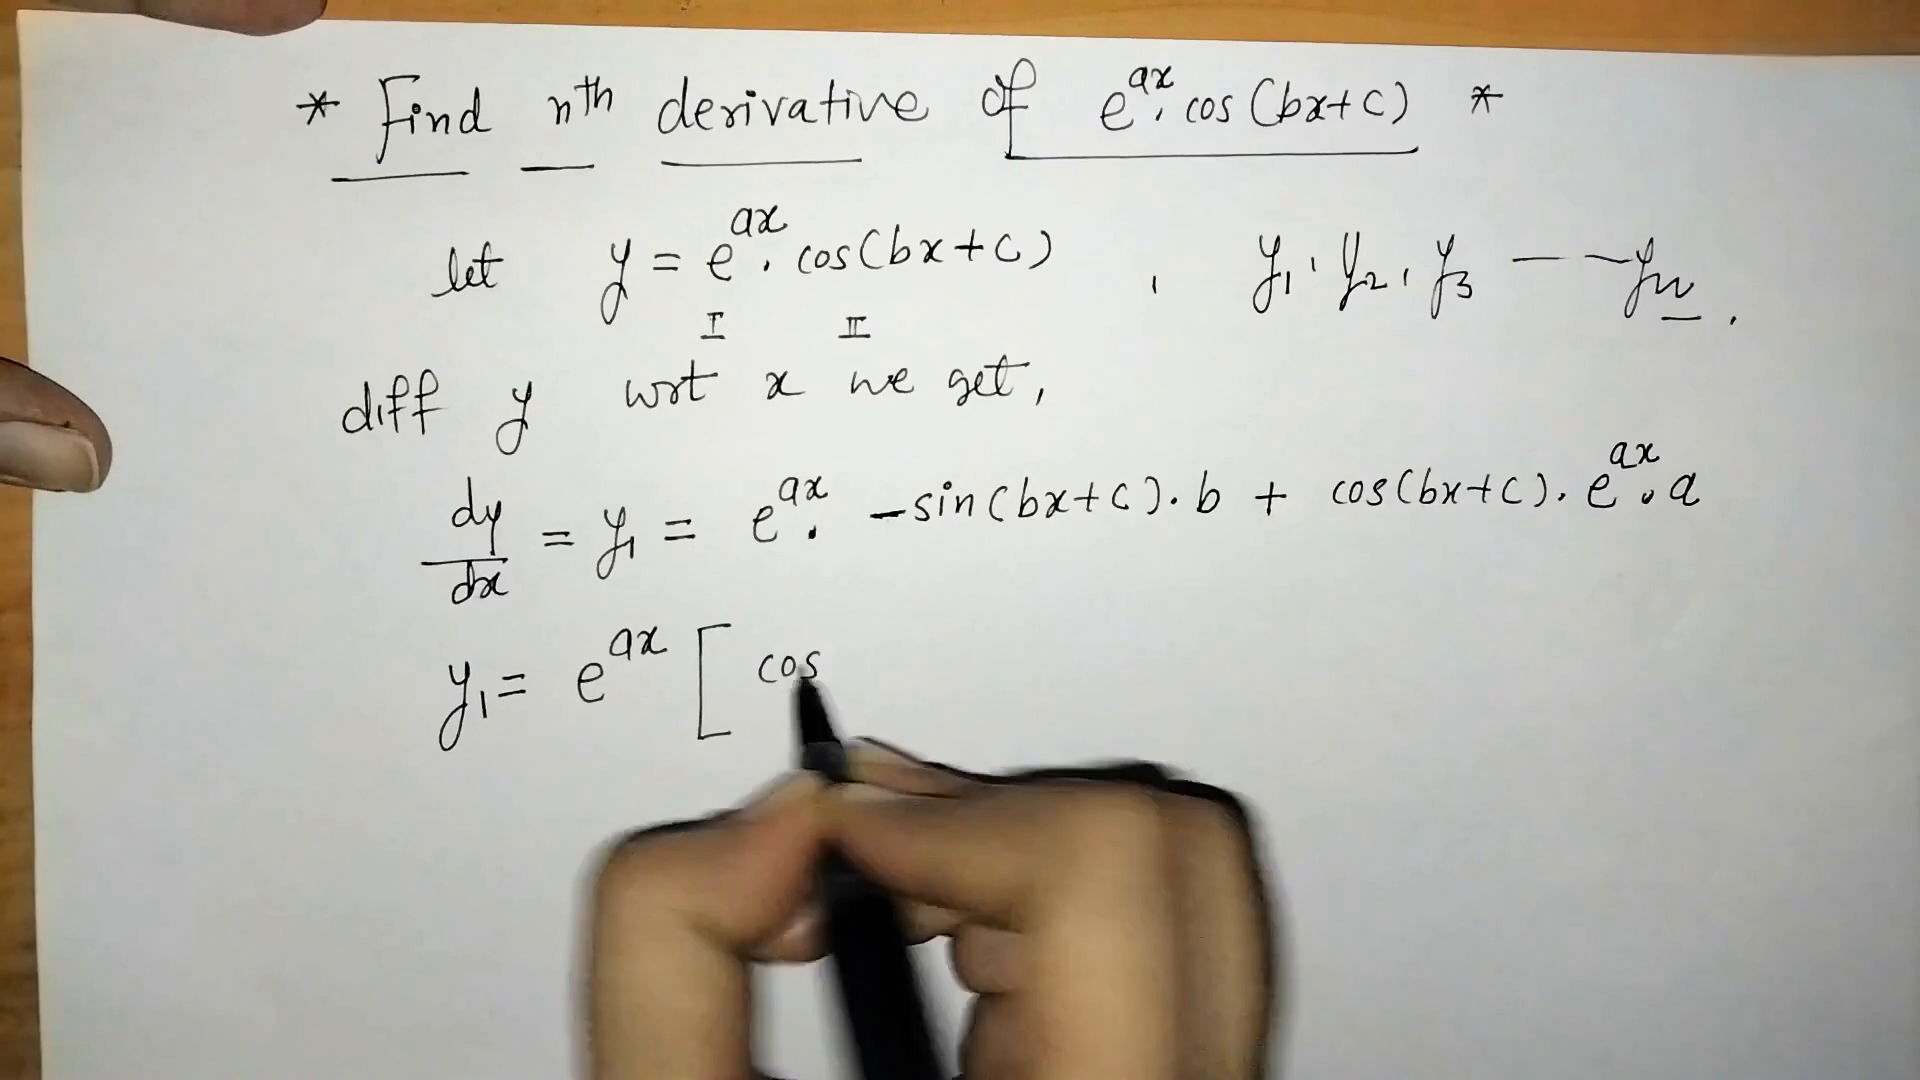 * Find nth derivative of e^ax . cos(bx+c) *
let y = e^ax . cos(bx+c) , y₁, y₂, y₃ -- yₙ.
I II
diff y wrt x we get,
dy/dx = y₁ = e^ax . -sin(bx+c).b + cos(bx+c).e^ax.a
y₁ = e^ax [ cos